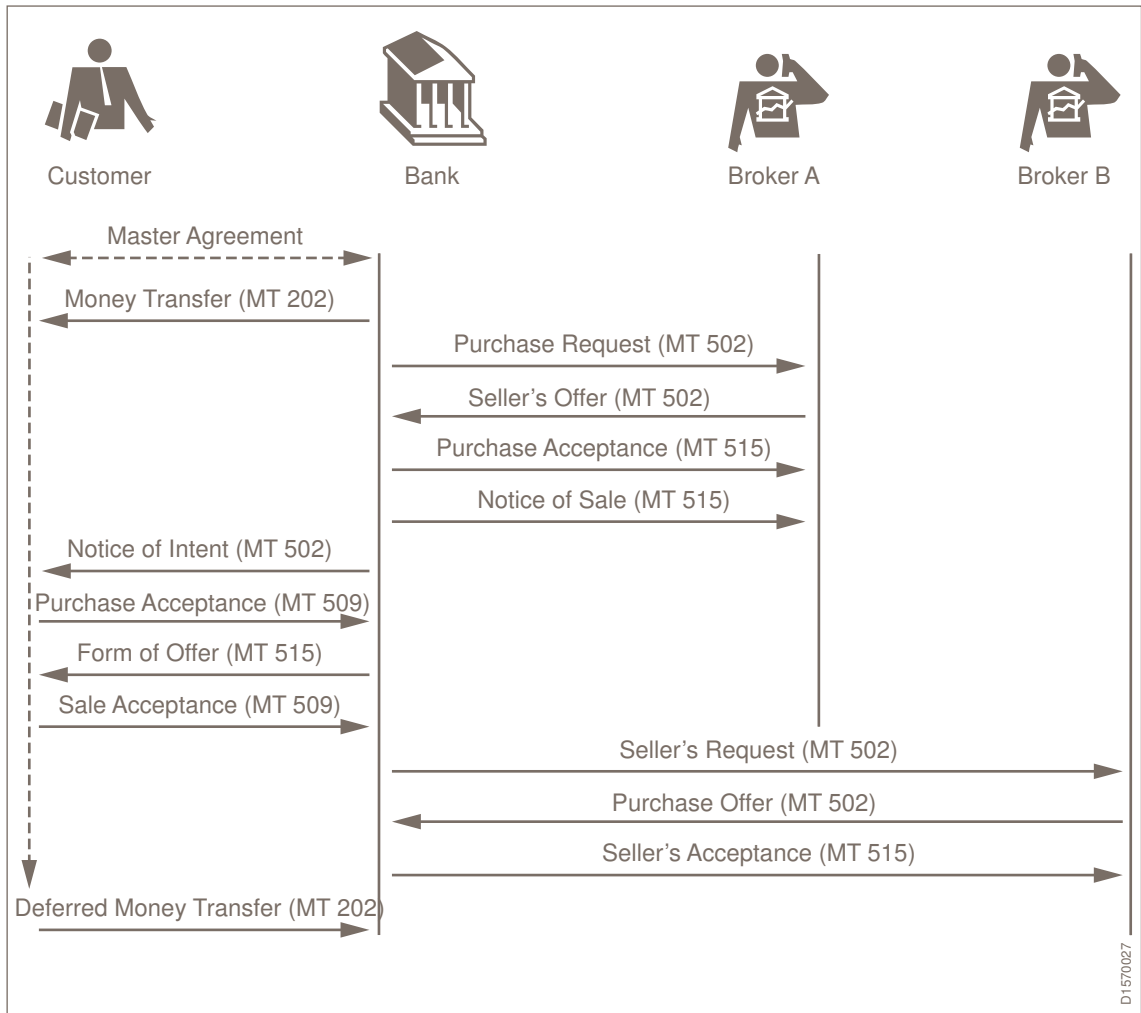 Customer
Bank
Broker A
Broker B
Master Agreement
Money Transfer (MT 202)
Purchase Request (MT 502)
Seller’s Offer (MT 502)
Purchase Acceptance (MT 515)
Notice of Sale (MT 515)
Notice of Intent (MT 502)
Purchase Acceptance (MT 509)
Form of Offer (MT 515)
Sale Acceptance (MT 509)
Seller’s Request (MT 502)
Purchase Offer (MT 502)
Seller’s Acceptance (MT 515)
Deferred Money Transfer (MT 202)
D1570027